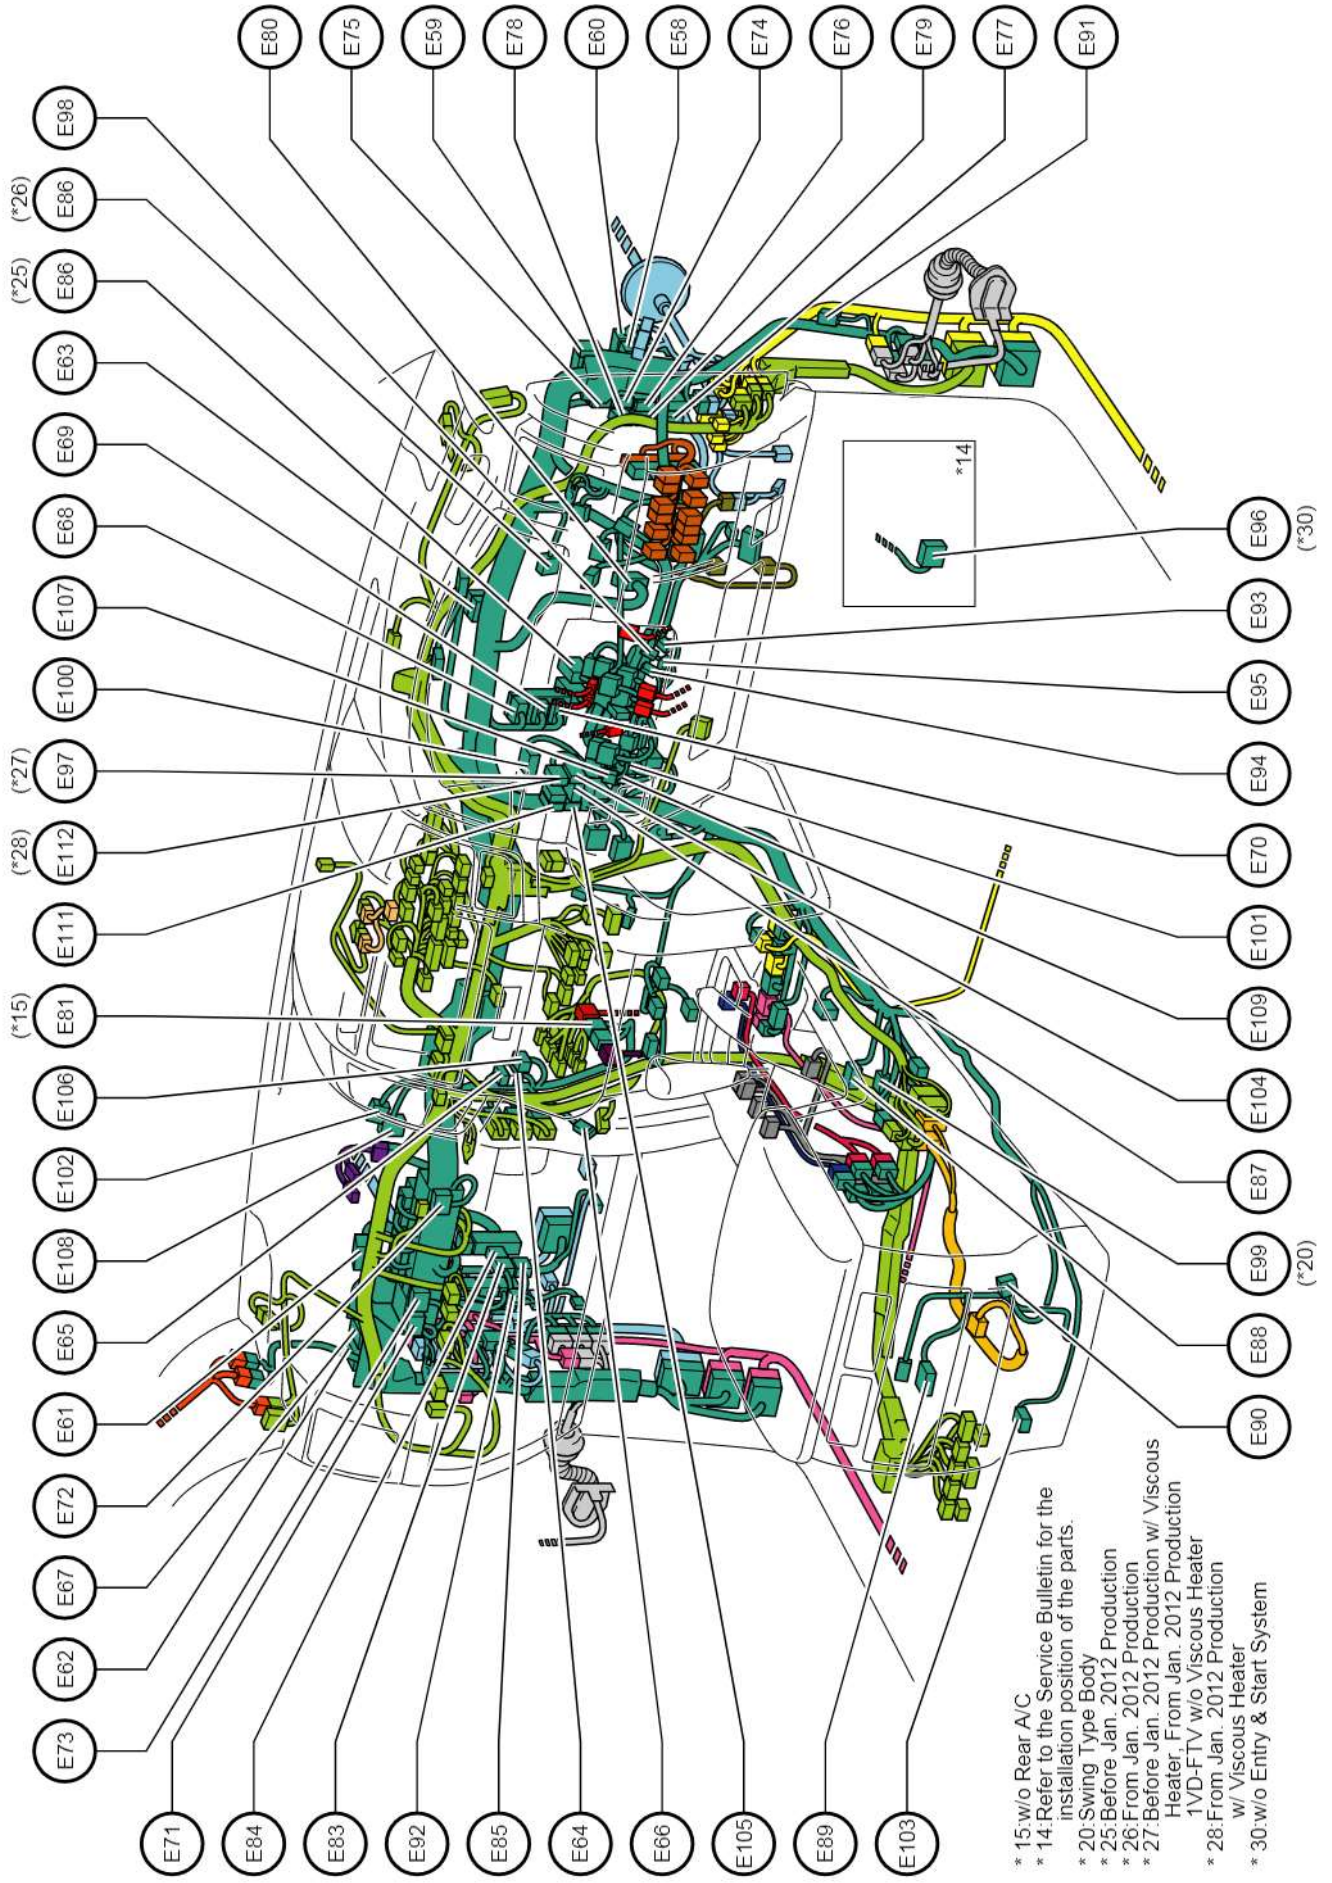 (*15) (*28) (*27) (*25) (*26)
E73 E62 E67 E72 E61 E65 E108 E102 E106 E81 E111 E112 E97 E100 E107 E68 E69 E63 E86 E86 E98
E71
E84
E83
E92
E85
E64
E66
E105
E89
E103
E80
E75
E59
E78
E60
E58
E74
E76
E79
E77
E91
*14
* 15:w/o Rear A/C
* 14:Refer to the Service Bulletin for the
installation position of the parts.
* 20:Swing Type Body
* 25:Before Jan. 2012 Production
* 26:From Jan. 2012 Production
* 27:Before Jan. 2012 Production w/ Viscous
Heater, From Jan. 2012 Production
1VD-FTV w/o Viscous Heater
* 28:From Jan. 2012 Production
w/ Viscous Heater
* 30:w/o Entry & Start System
E90 E88 E99 E87 E104 E109 E101 E70 E94 E95 E93 E96
(*20) (*30)